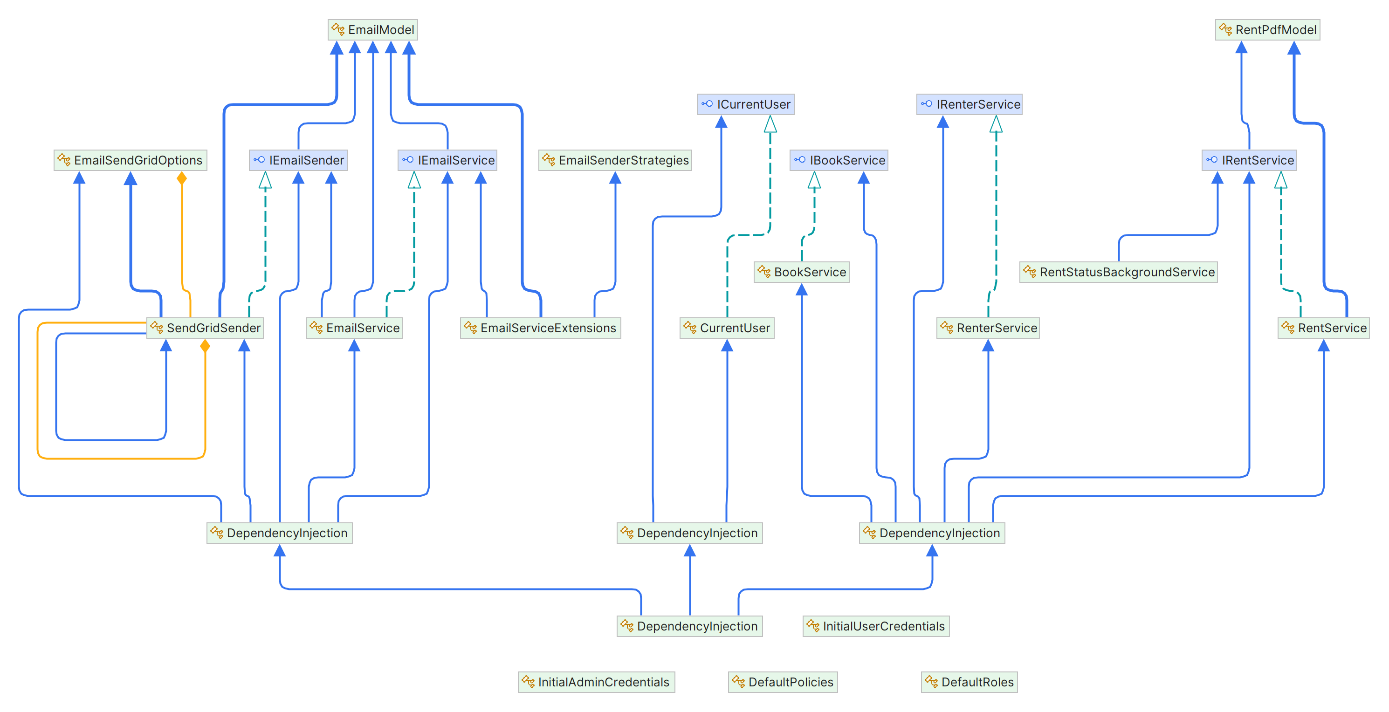 EmailModel
RentPdfModel
ICurrentUser
IRenterService
EmailSendGridOptions
IEmailSender
IEmailService
EmailSenderStrategies
IBookService
IRentService
BookService
RentStatusBackgroundService
SendGridSender
EmailService
EmailServiceExtensions
CurrentUser
RenterService
RentService
DependencyInjection
DependencyInjection
DependencyInjection
DependencyInjection
InitialUserCredentials
InitialAdminCredentials
DefaultPolicies
DefaultRoles